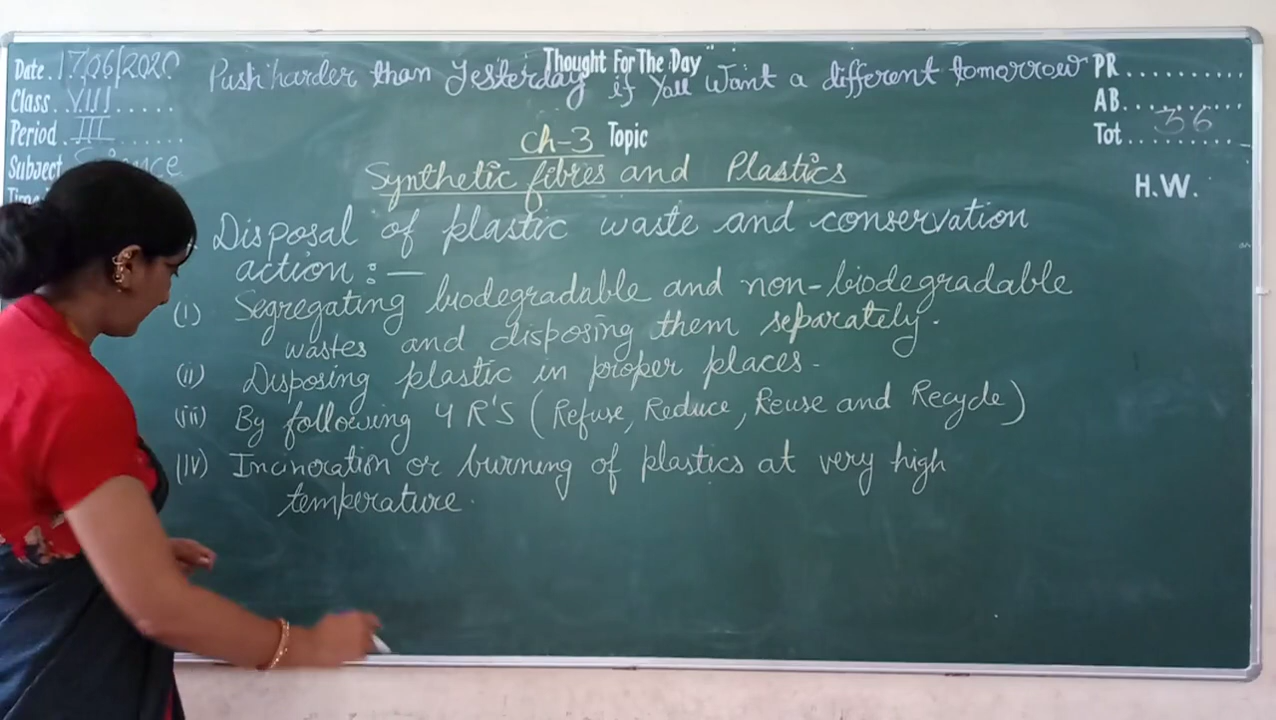 Date. 17/06/2020
Thought For The Day
Push harder than Yesterday if You Want a different tomorrow
PR
Class. VIII
AB.
Period. III
Tot. 36
Ch-3 Topic
Subject. Science
Synthetic fibres and Plastics
H.W.
Disposal of plastic waste and conservation
action : —
(i) Segregating biodegradable and non-biodegradable
wastes and disposing them separately.
(ii) Disposing plastic in proper places.
(iii) By following 4 R'S (Refuse, Reduce, Reuse and Recycle)
(IV) Incineration or burning of plastics at very high
temperature.